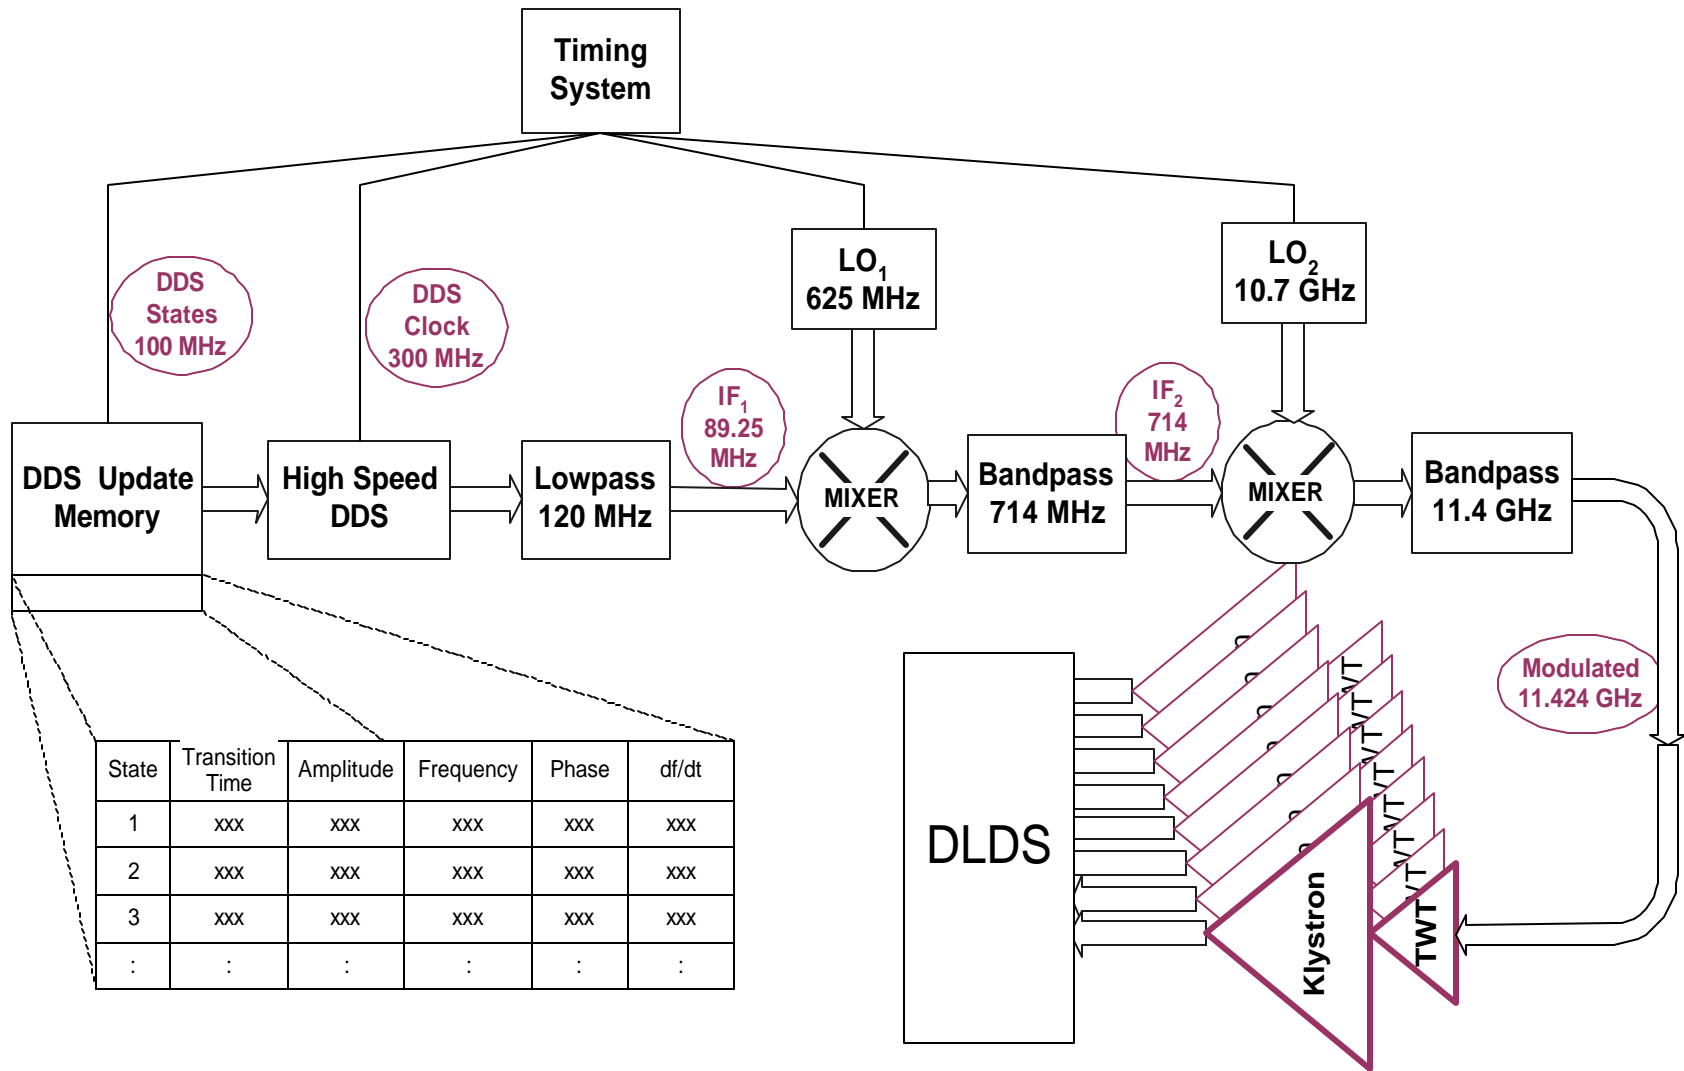 Timing
System
DDS
States
100 MHz
DDS
Clock
300 MHz
LO1
625 MHz
LO2
10.7 GHz
IF1
89.25
MHz
IF2
714
MHz
DDS Update
Memory
High Speed
DDS
Lowpass
120 MHz
MIXER
Bandpass
714 MHz
MIXER
Bandpass
11.4 GHz
Modulated
11.424 GHz
State Transition Time Amplitude Frequency Phase df/dt
1 xxx xxx xxx xxx xxx
2 xxx xxx xxx xxx xxx
3 xxx xxx xxx xxx xxx
: : : : : :
DLDS
Klystron
TWT